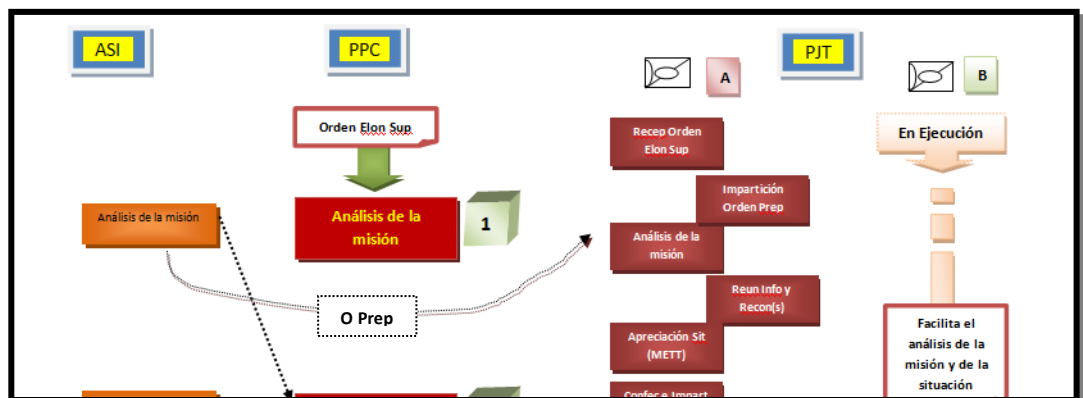 ASI
PPC
PJT
A
B
Orden Elon Sup
Recep Orden
Elon Sup
En Ejecución
Impartición
Orden Prep
Análisis de la misión
Análisis de la
misión
1
Análisis de la
misión
Reun Info y
Recon(s)
O Prep
Apreciación Sit
(METT)
Facilita el
análisis de la
misión y de la
situación
Confec e Impart